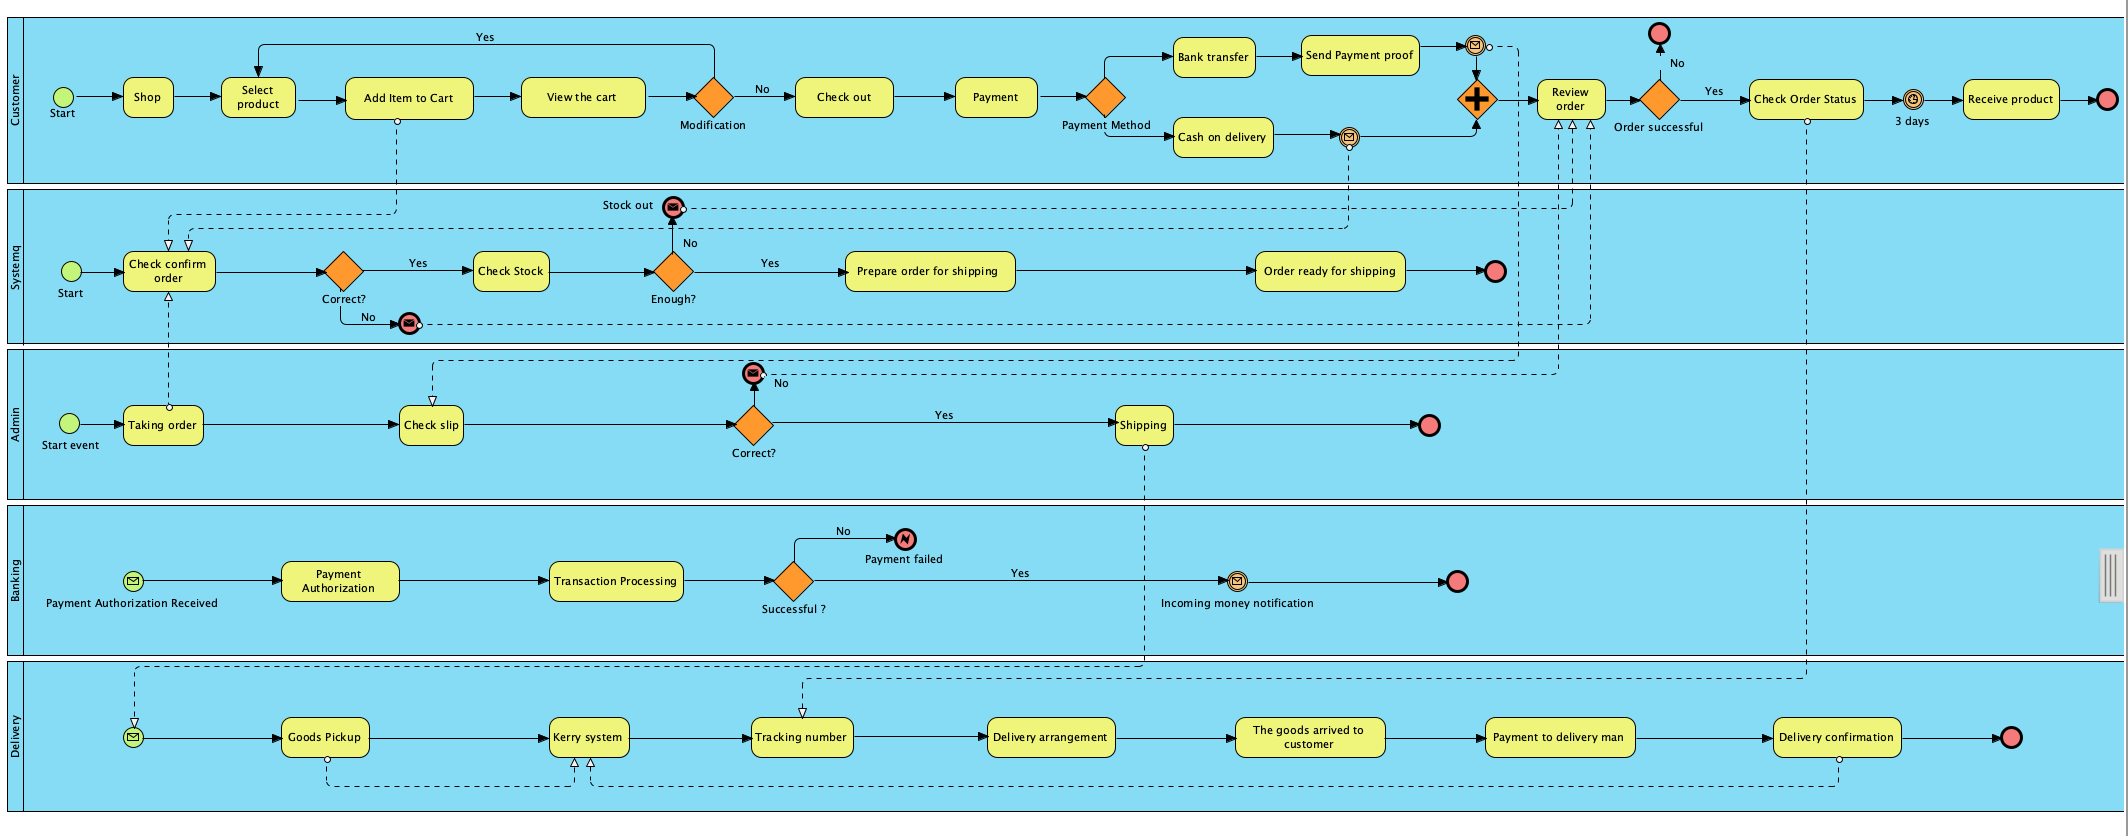 Customer
Start
Shop
Select
product
Add Item to Cart
View the cart
Yes
Modification
No
Check out
Payment
Payment Method
Bank transfer
Send Payment proof
Cash on delivery
Review
order
No
Order successful
Yes
Check Order Status
3 days
Receive product
Systemq
Start
Check confirm
order
Correct?
Yes
No
Check Stock
Stock out
No
Enough?
Yes
Prepare order for shipping
Order ready for shipping
Admin
Start event
Taking order
Check slip
No
Correct?
Yes
Shipping
Banking
Payment Authorization Received
Payment
Authorization
Transaction Processing
No
Payment failed
Successful ?
Yes
Incoming money notification
Delivery
Goods Pickup
Kerry system
Tracking number
Delivery arrangement
The goods arrived to
customer
Payment to delivery man
Delivery confirmation